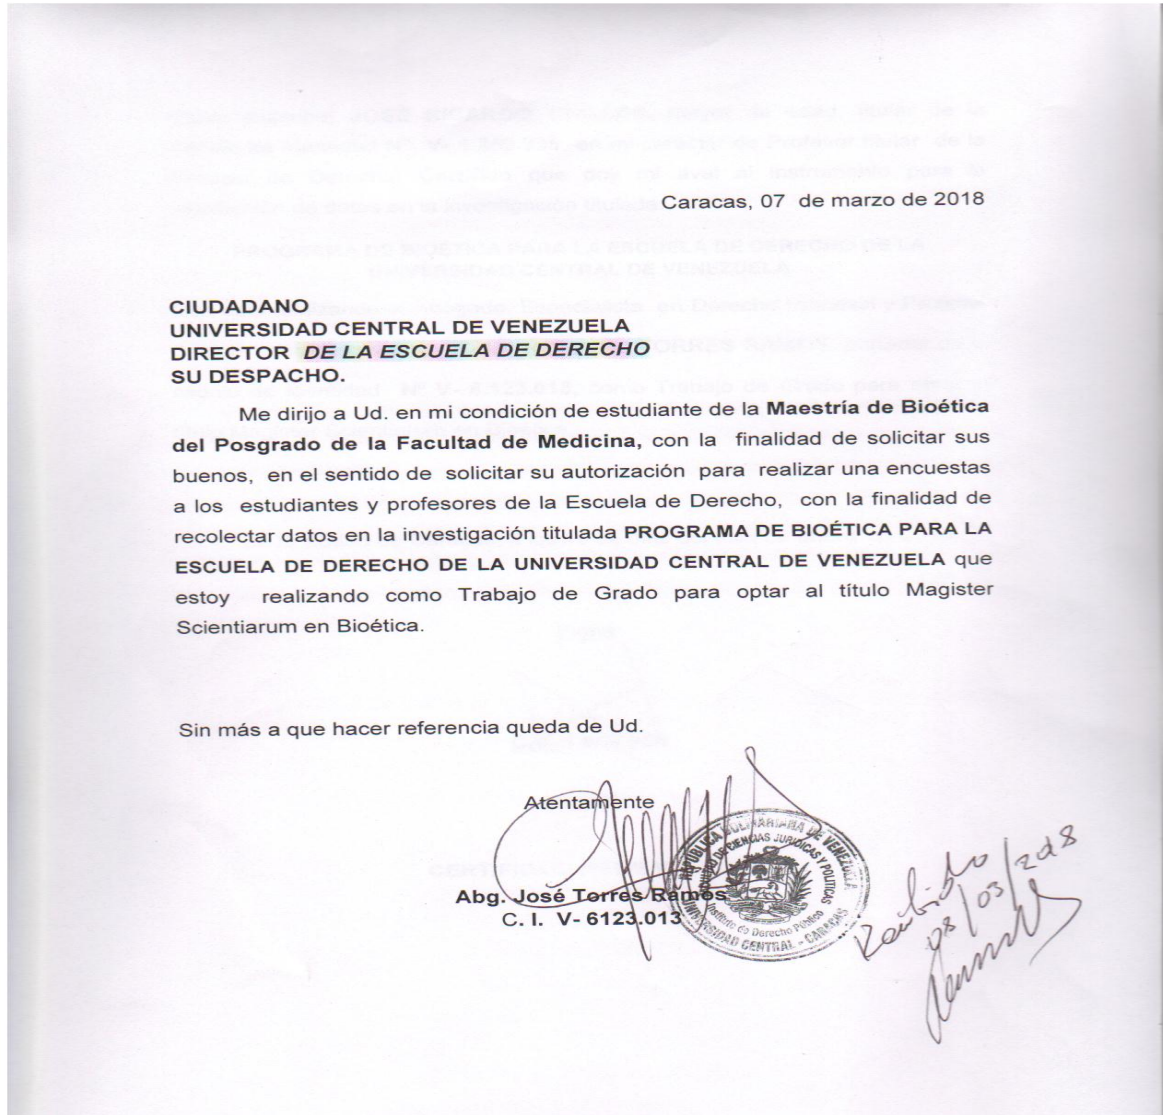 Caracas, 07 de marzo de 2018
CIUDADANO
UNIVERSIDAD CENTRAL DE VENEZUELA
DIRECTOR DE LA ESCUELA DE DERECHO
SU DESPACHO.
Me dirijo a Ud. en mi condición de estudiante de la Maestría de Bioética
del Posgrado de la Facultad de Medicina, con la finalidad de solicitar sus
buenos, en el sentido de solicitar su autorización para realizar una encuestas
a los estudiantes y profesores de la Escuela de Derecho, con la finalidad de
recolectar datos en la investigación titulada PROGRAMA DE BIOÉTICA PARA LA
ESCUELA DE DERECHO DE LA UNIVERSIDAD CENTRAL DE VENEZUELA que
estoy realizando como Trabajo de Grado para optar al título Magister
Scientiarum en Bioética.
Sin más a que hacer referencia queda de Ud.
Atentamente
Abg. José Torres Ramos
C. I. V- 6123.013
REPÚBLICA BOLIVARIANA DE VENEZUELA
DE CIENCIAS JURIDICAS Y POLITICAS
Instituto de Derecho Público
UNIVERSIDAD CENTRAL - CARACAS
Recibido
08/03/2018